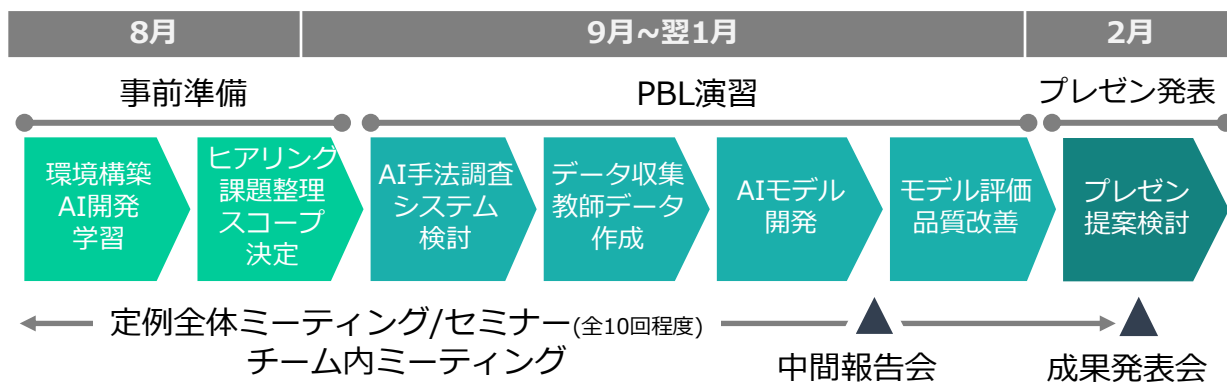 8月
9月~翌1月
2月
事前準備
PBL演習
プレゼン発表
環境構築
AI開発
学習
ヒアリング
課題整理
スコープ
決定
AI手法調査
システム
検討
データ収集
教師データ
作成
AIモデル
開発
モデル評価
品質改善
プレゼン
提案検討
定例全体ミーティング/セミナー(全10回程度)
チーム内ミーティング
中間報告会
成果発表会